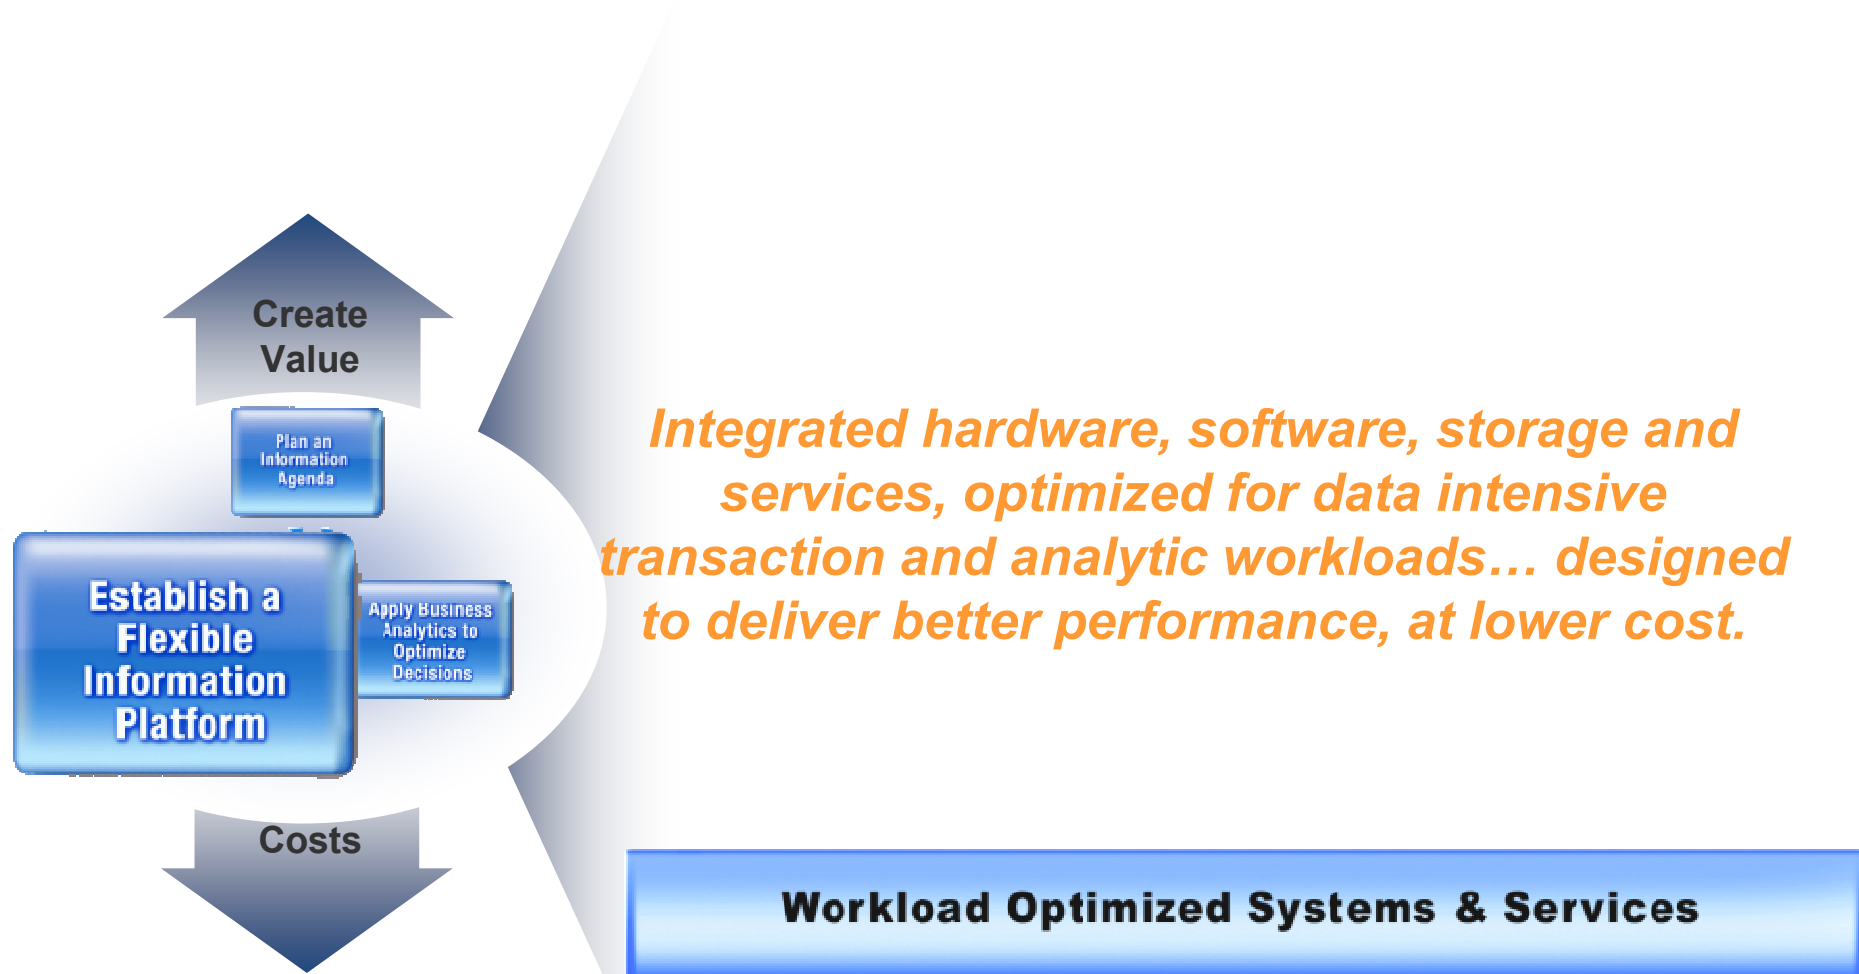 Create
Value
Plan an
Information
Agenda
Establish a
Flexible
Information
Platform
Apply Business
Analytics to
Optimize
Decisions
Costs
Integrated hardware, software, storage and
services, optimized for data intensive
transaction and analytic workloads… designed
to deliver better performance, at lower cost.
Workload Optimized Systems & Services